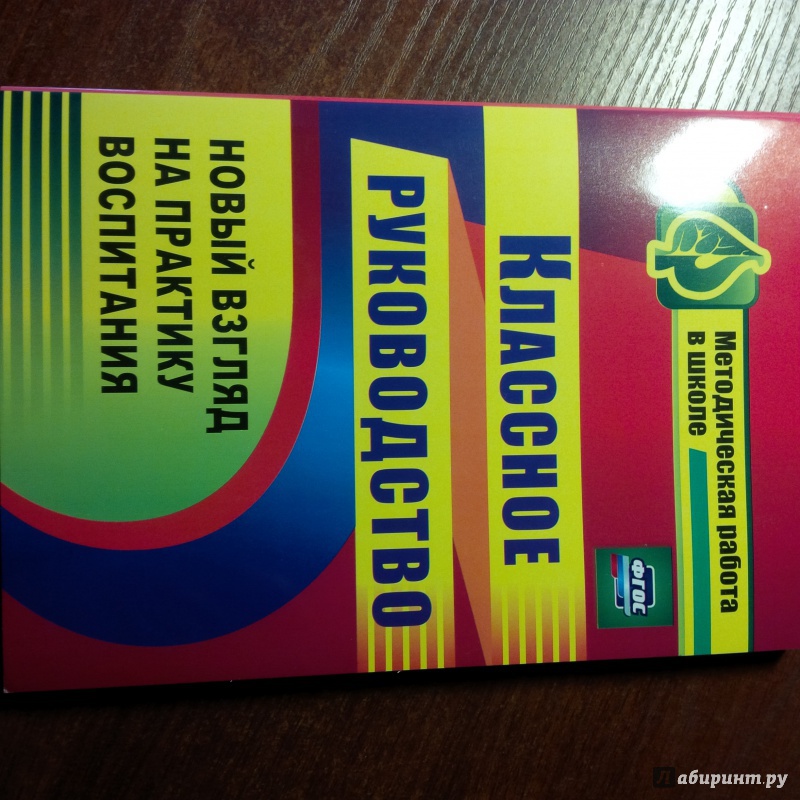 Методическая работа
в школе
ФГОС
Классное
руководство
НОВЫЙ ВЗГЛЯД
НА ПРАКТИКУ
ВОСПИТАНИЯ
Лабиринт.ру